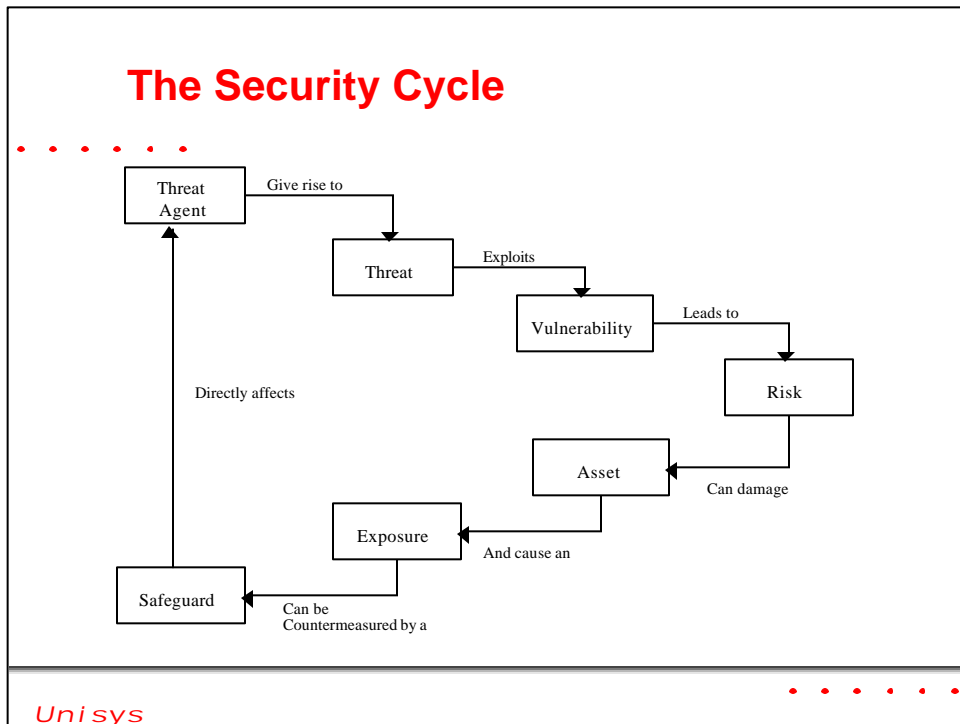 The Security Cycle
Threat
Agent
Give rise to
Threat
Exploits
Vulnerability
Leads to
Risk
Can damage
Asset
And cause an
Exposure
Can be
Countermeasured by a
Safeguard
Directly affects
Unisys